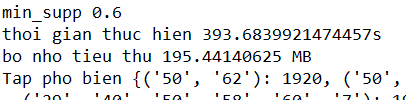 min_supp 0.6
thoi gian thuc hien 393.6839921474457s
bo nho tieu thu 195.44140625 MB
Tap pho bien {('50', '62'): 1920, ('50',